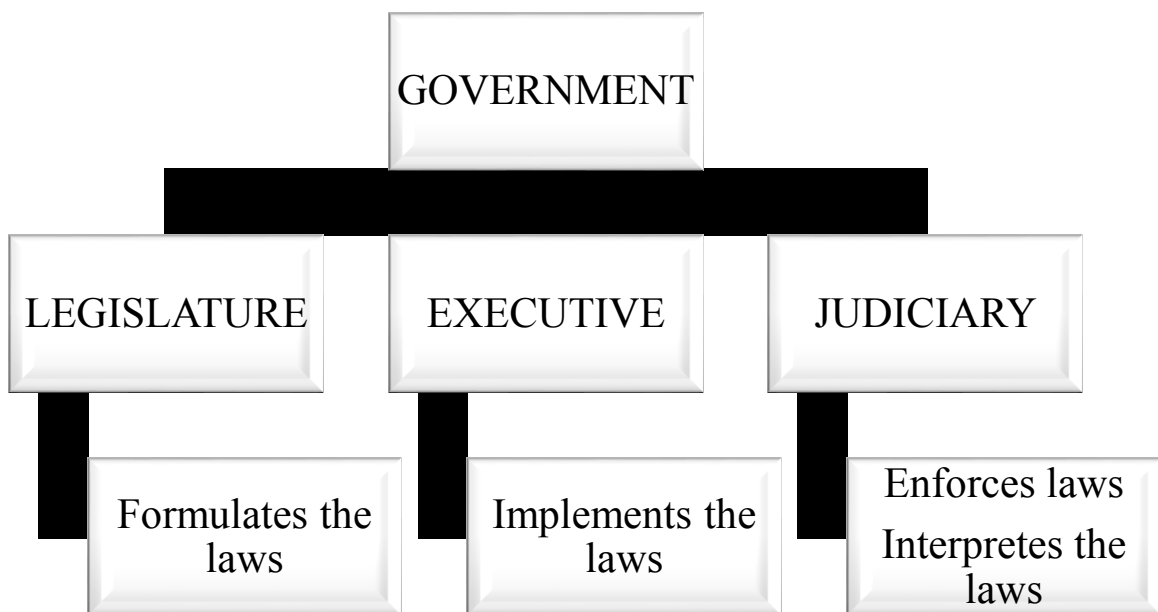 GOVERNMENT
LEGISLATURE
EXECUTIVE
JUDICIARY
Formulates the
laws
Implements the
laws
Enforces laws
Interpretes the
laws